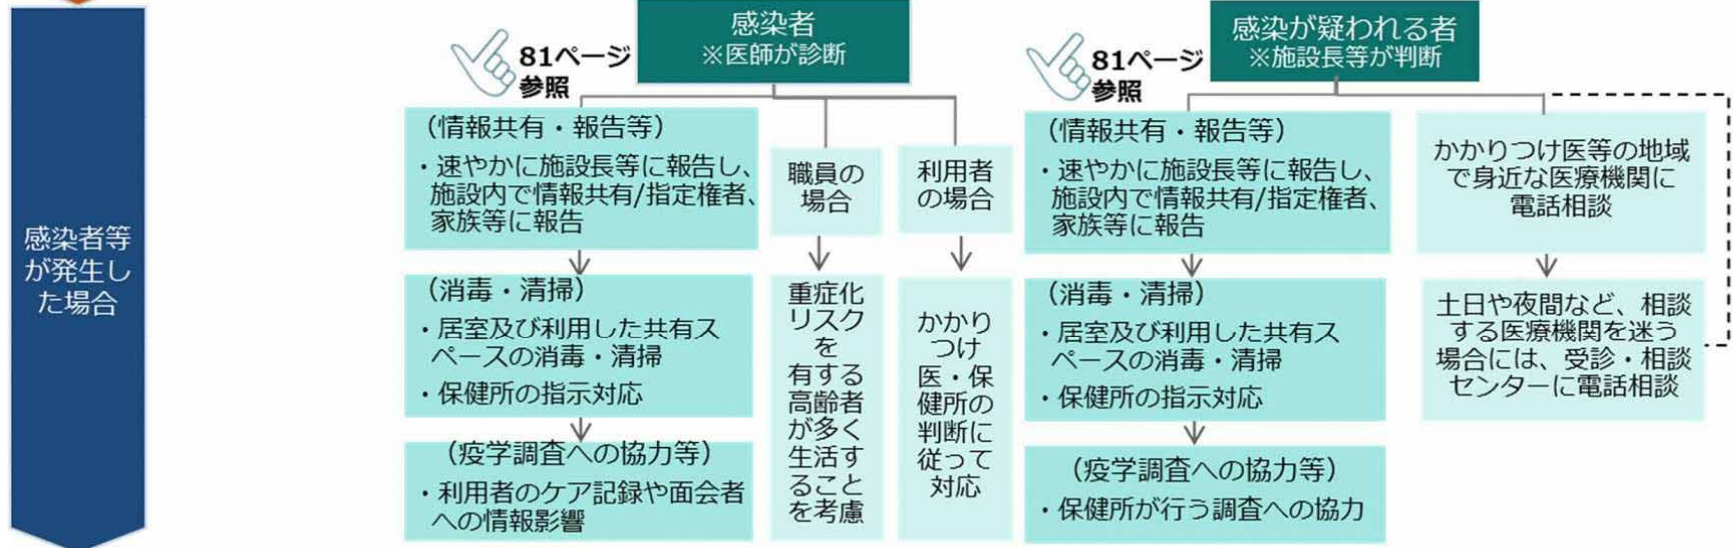 感染者等
が発生し
た場合
感染者
※医師が診断
81ページ
参照
(情報共有・報告等)
・速やかに施設長等に報告し、
施設内で情報共有/指定権者、
家族等に報告
(消毒・清掃)
・居室及び利用した共有ス
ペースの消毒・清掃
・保健所の指示対応
(疫学調査への協力等)
・利用者のケア記録や面会者
への情報影響
職員の
場合
重症化
リスク
を
有する
高齢者
が多く
生活す
ること
を考慮
利用者
の場合
かかり
つけ
医・保
健所の
判断に
従って
対応
感染が疑われる者
※施設長等が判断
81ページ
参照
(情報共有・報告等)
・速やかに施設長等に報告し、
施設内で情報共有/指定権者、
家族等に報告
(消毒・清掃)
・居室及び利用した共有ス
ペースの消毒・清掃
・保健所の指示対応
(疫学調査への協力等)
・保健所が行う調査への協力
かかりつけ医等の地域
で身近な医療機関に
電話相談
土日や夜間など、相談
する医療機関を迷う
場合には、受診・相談
センターに電話相談